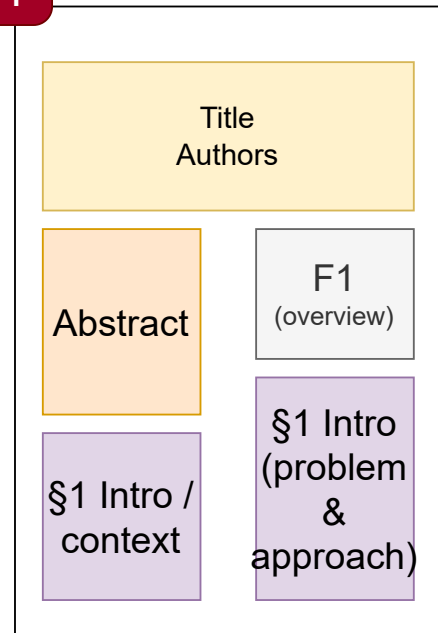 Title
Authors
Abstract
§1 Intro /
context
F1
(overview)
§1 Intro
(problem
&
approach)